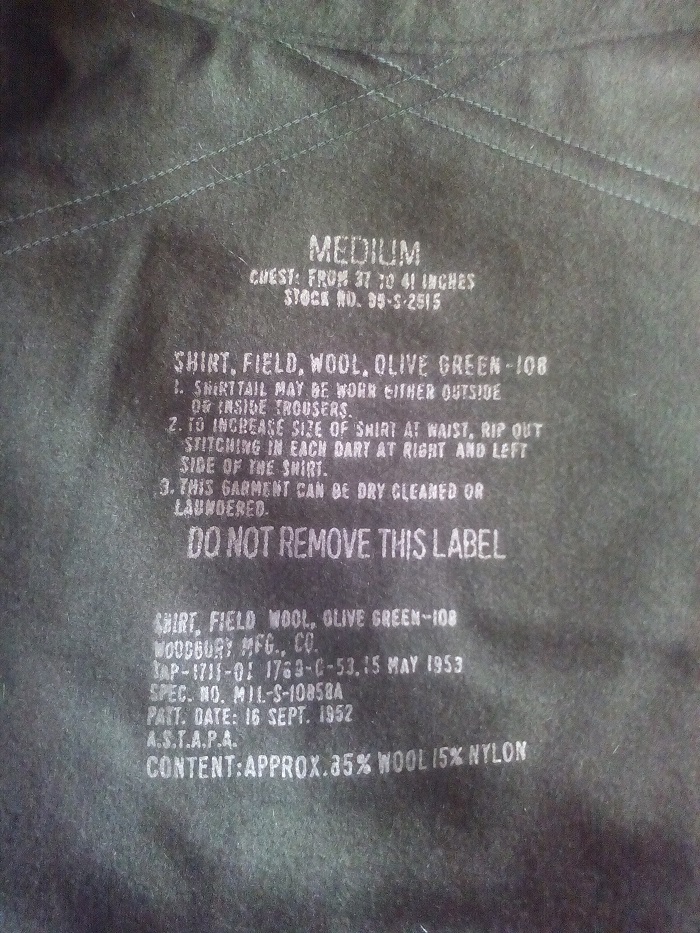 MEDIUM
CHEST: FROM 37 TO 41 INCHES
STOCK NO. 55-S-2515
SHIRT, FIELD, WOOL, OLIVE GREEN-108
1. SHIRTTAIL MAY BE WORN EITHER OUTSIDE
OR INSIDE TROUSERS.
2. TO INCREASE SIZE OF SHIRT AT WAIST, RIP OUT
STITCHING IN EACH DART AT RIGHT AND LEFT
SIDE OF THE SHIRT.
3. THIS GARMENT CAN BE DRY CLEANED OR
LAUNDERED.
DO NOT REMOVE THIS LABEL
SHIRT, FIELD WOOL, OLIVE GREEN-108
WOODBURY MFG., CO.
15 MAY 1953
SPEC. NO. MIL-S-10858A
PATT. DATE: 16 SEPT. 1952
A.S.T.A.P.A.
CONTENT:APPROX.85% WOOL 15% NYLON